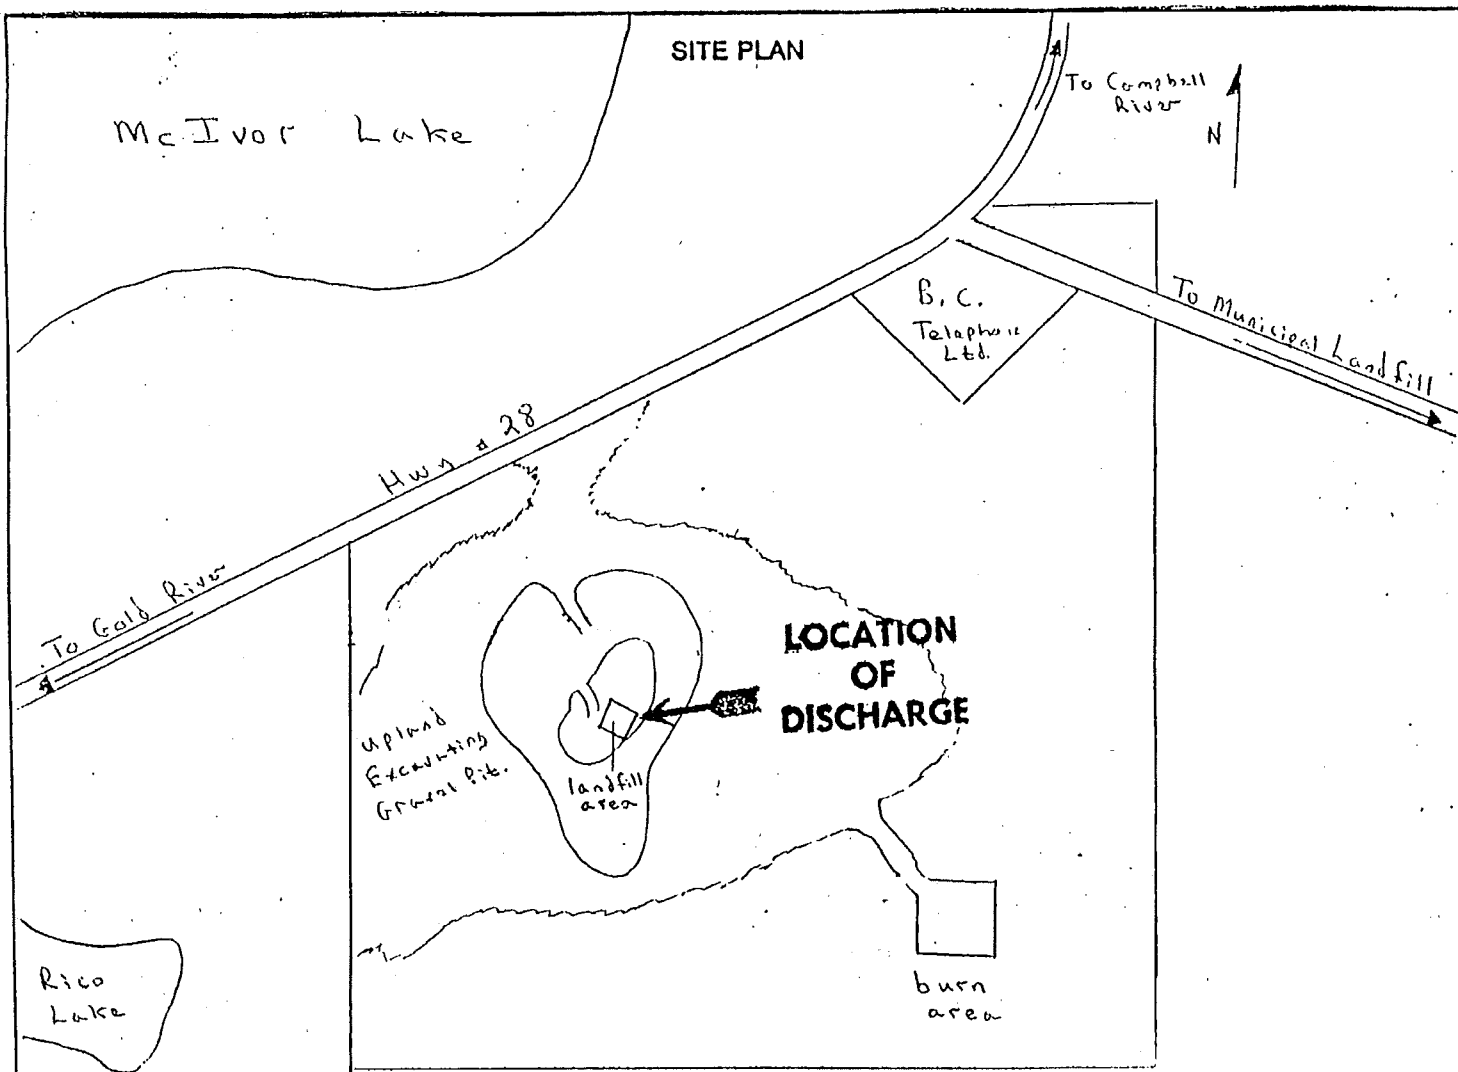 SITE PLAN
McIvor Lake
To Campbell
River
N
B.C.
Telephone
Ltd.
To Municipal Landfill
Hwy # 28
To Gold River
LOCATION
OF
DISCHARGE
Upland
Excavating
Gravel Pit.
landfill
area
Rico
Lake
burn
area